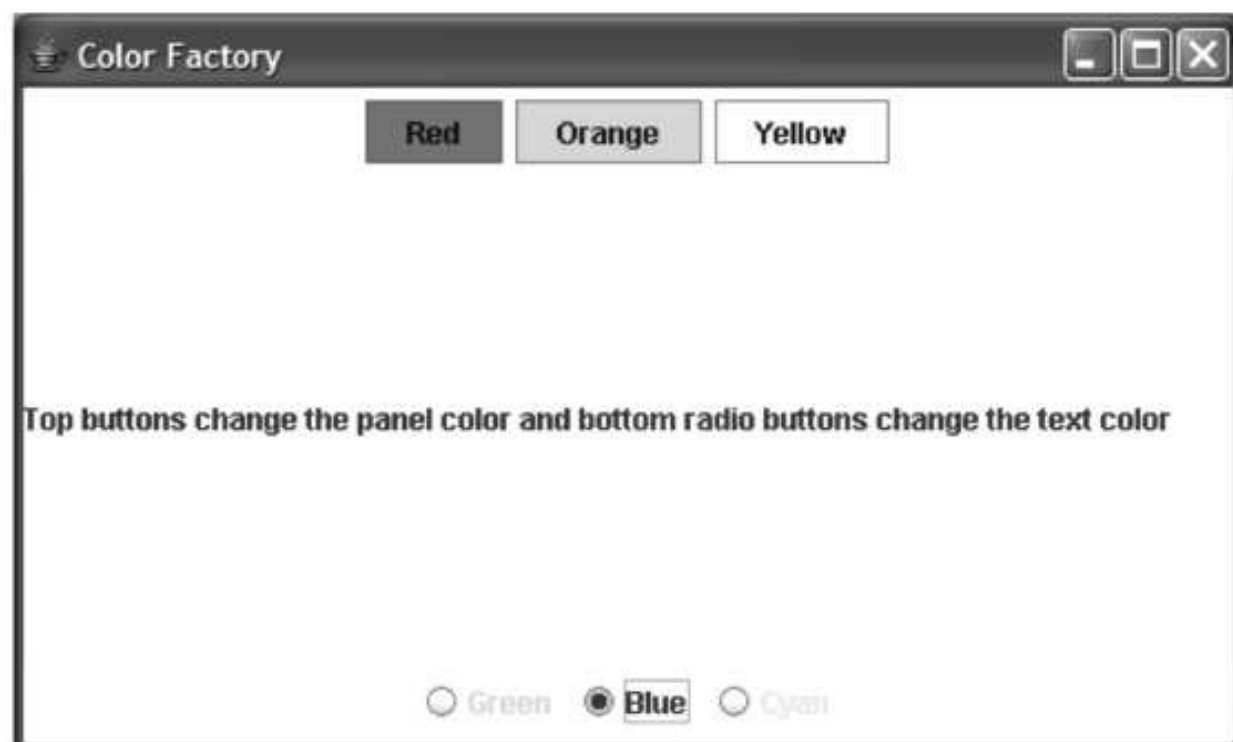 Color Factory
Red Orange Yellow
Top buttons change the panel color and bottom radio buttons change the text color
Green Blue Cyan